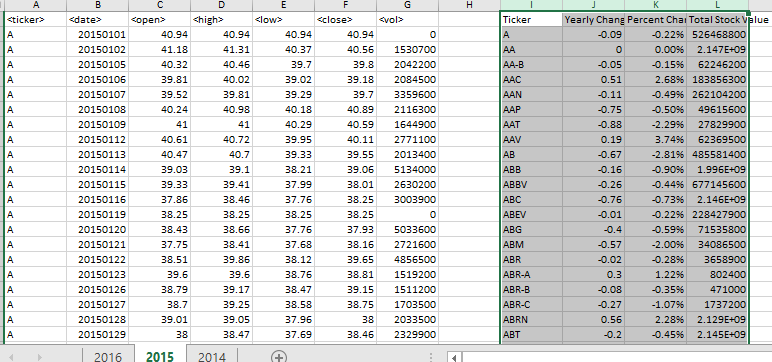 A B C D E F G H I J K L
<ticker> <date> <open> <high> <low> <close> <vol> Ticker Yearly Chang Percent Chan Total Stock Value
A 20150101 40.94 40.94 40.94 40.94 0 A -0.09 -0.22% 526468800
A 20150102 41.18 41.31 40.37 40.56 1530700 AA 0 0.00% 2.147E+09
A 20150105 40.32 40.46 39.7 39.8 2042200 AA-B -0.05 -0.15% 622246200
A 20150106 39.81 40.02 39.02 39.18 2084500 AAC 0.51 2.68% 183856300
A 20150107 39.52 39.81 39.29 39.7 3359600 AAN -0.11 -0.49% 262104200
A 20150108 40.24 40.98 40.18 40.89 2116300 AAP -0.75 -0.50% 49615600
A 20150109 41 41 40.29 40.59 1644900 AAT -0.88 -2.29% 27829900
A 20150112 40.61 40.72 39.95 40.11 2771100 AAV 0.19 3.74% 62369500
A 20150113 40.47 40.7 39.33 39.55 2013400 AB -0.67 -2.81% 485581400
A 20150114 39.03 39.1 38.21 39.06 5134000 ABB -0.16 -0.90% 1.996E+09
A 20150115 39.33 39.41 37.99 38.01 2630200 ABBV -0.26 -0.44% 677145600
A 20150116 37.86 38.46 37.76 38.25 3003900 ABC -0.76 -0.73% 2.146E+09
A 20150119 38.25 38.25 38.25 38.25 0 ABEV -0.01 -0.22% 228427900
A 20150120 38.43 38.66 37.76 37.93 5033600 ABG -0.4 -0.59% 71535800
A 20150121 37.75 38.41 37.68 38.16 2721600 ABM -0.57 -2.00% 34086500
A 20150122 38.51 39.86 38.12 39.65 4856500 ABR -0.02 -0.28% 3658900
A 20150123 39.6 39.6 38.76 38.81 1519200 ABR-A 0.3 1.22% 802400
A 20150126 38.79 39.17 38.47 39.15 1511200 ABR-B -0.08 -0.35% 471000
A 20150127 38.7 39.25 38.58 38.75 1703500 ABR-C -0.27 -1.07% 1737200
A 20150128 39.01 39.05 37.96 38 2033500 ABRN 0.56 2.28% 2.129E+09
A 20150129 38 38.47 37.69 38.46 2329900 ABT -0.2 -0.45% 2.145E+09
2016 2015 2014